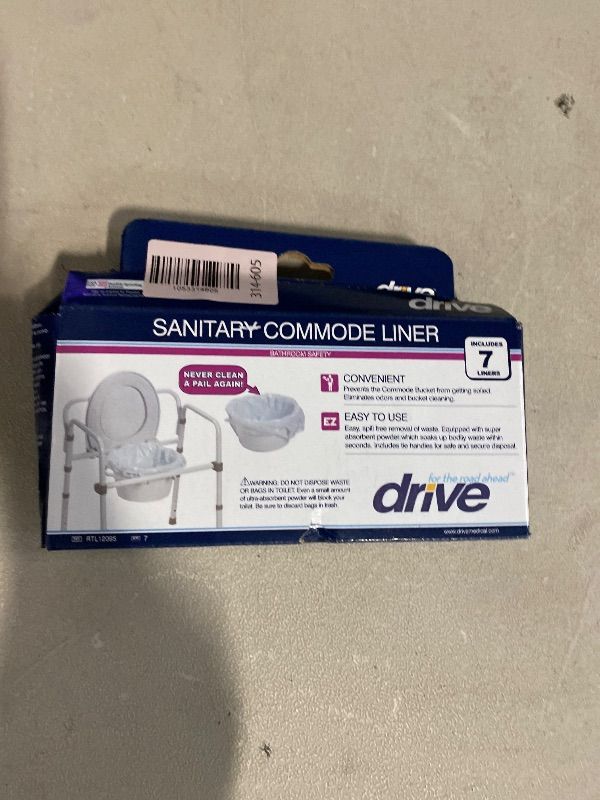 drive
drive
314-605
SANITARY COMMODE LINER
BATHROOM SAFETY
INCLUDES
7
LINERS
NEVER CLEAN
A PAIL AGAIN!
CONVENIENT
Prevents the Commode Bucket from getting soiled.
Eliminates odors and bucket cleaning.
EZ
EASY TO USE
Easy, spill free removal of waste. Equipped with super
absorbent powder which soaks up bodily waste within
seconds. Includes tie handles for safe and secure disposal.
⚠WARNING: DO NOT DISPOSE WASTE
OR BAGS IN TOILET. Even a small amount
of ultra-absorbent powder will block your
toilet. Be sure to discard bags in trash.
for the road ahead™
drive
www.drivemedical.com
RTL12085
7